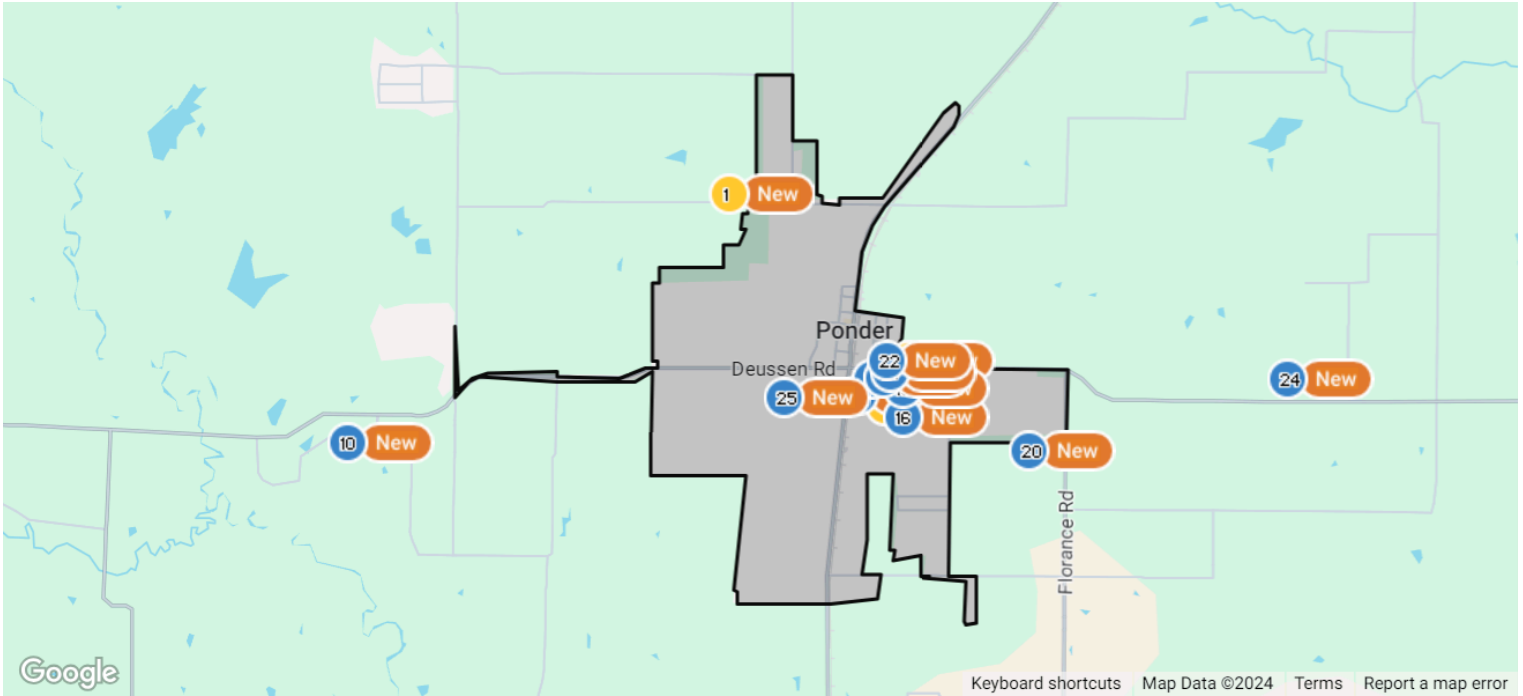 1 New
Ponder
22 New
Deussen Rd
24 New
25 New
16 New
10 New
20 New
Florance Rd
Google
Keyboard shortcuts Map Data ©2024 Terms Report a map error